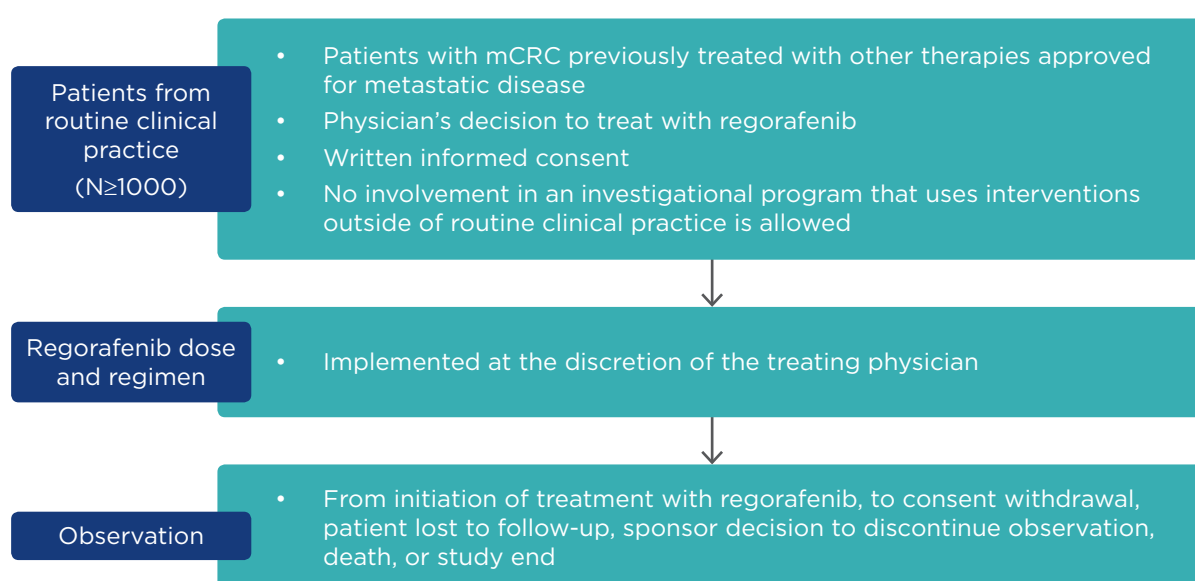 Patients from
routine clinical
practice
(N≥1000)
• Patients with mCRC previously treated with other therapies approved
for metastatic disease
• Physician’s decision to treat with regorafenib
• Written informed consent
• No involvement in an investigational program that uses interventions
outside of routine clinical practice is allowed
Regorafenib dose
and regimen
• Implemented at the discretion of the treating physician
Observation
• From initiation of treatment with regorafenib, to consent withdrawal,
patient lost to follow-up, sponsor decision to discontinue observation,
death, or study end